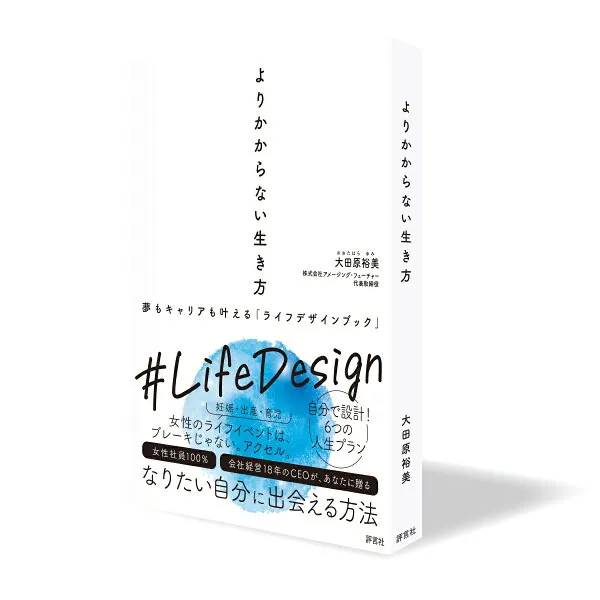 よりかからない生き方
おおたはら ゆみ
大田原裕美
株式会社アメージング・フューチャー
代表取締役
夢もキャリアも叶える「ライフデザインブック」
#LifeDesign
妊娠・出産・育児
女性のライフイベントは、
ブレーキじゃない。アクセル。
自分で設計！
6つの
人生プラン
女性社員100%
会社経営18年のCEOが、あなたに贈る
なりたい自分に出会える方法
評言社
よりかからない生き方
大田原裕美
評言社